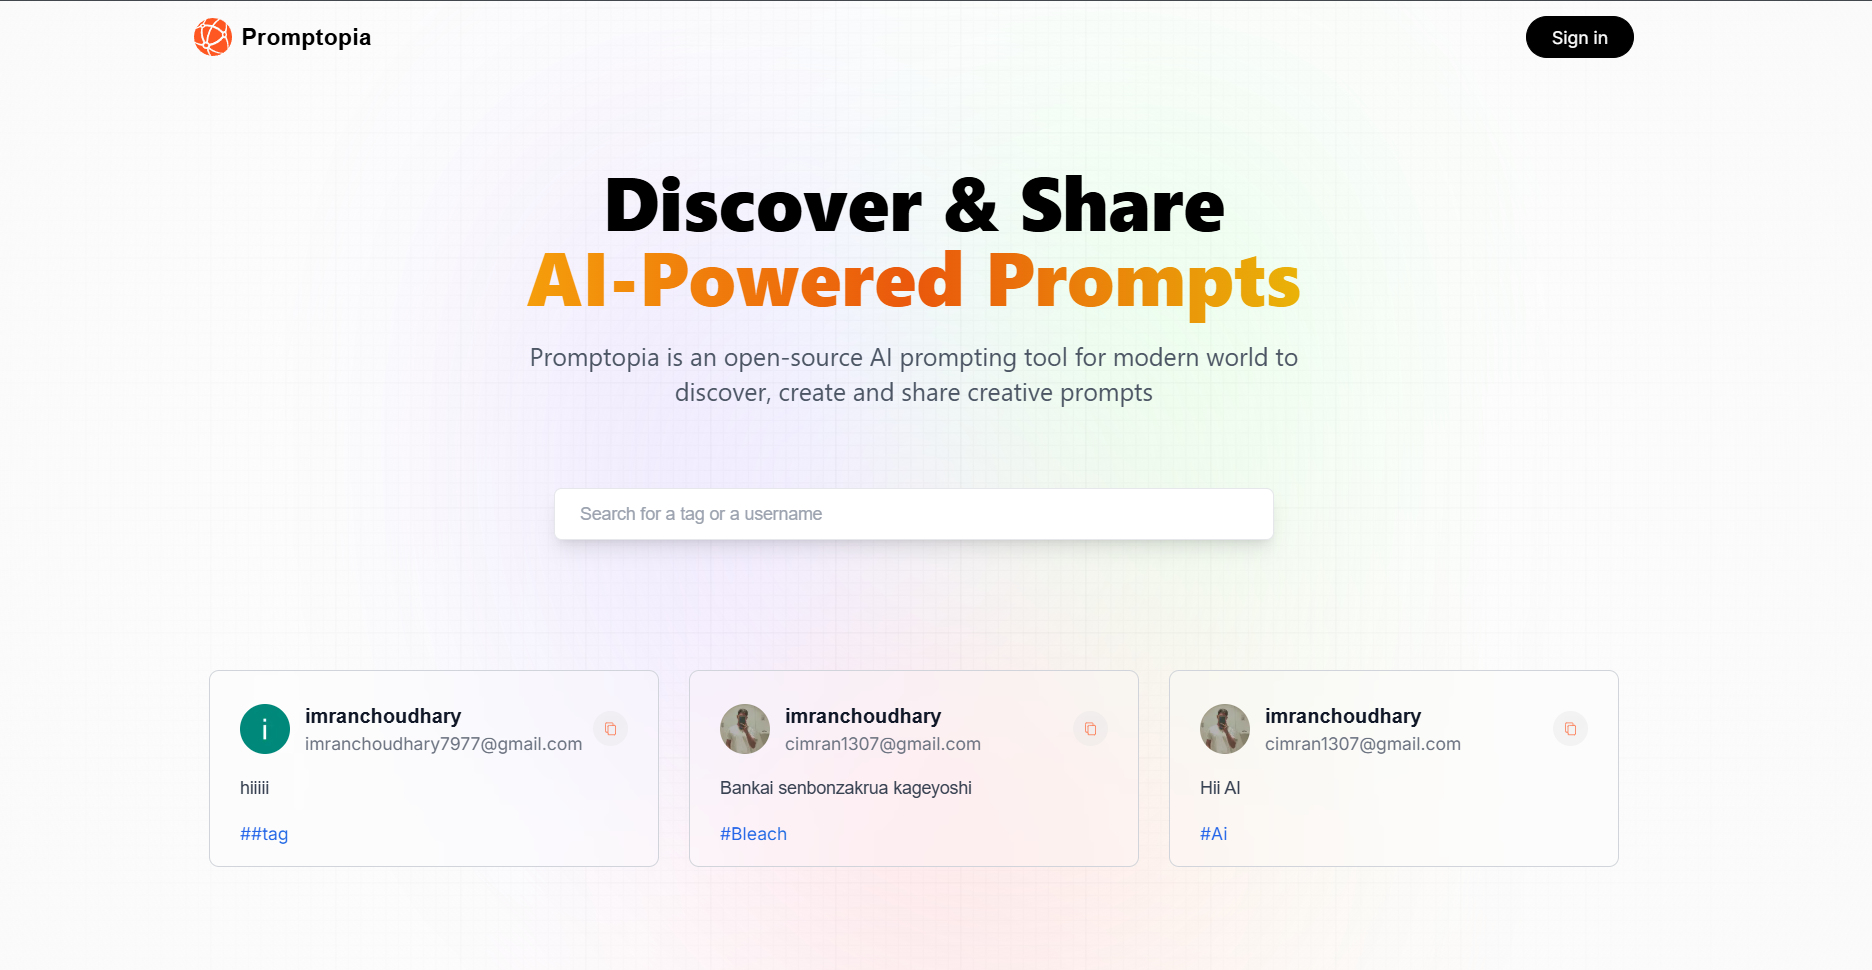 Promptopia
Sign in
Discover & Share
AI-Powered Prompts
Promptopia is an open-source AI prompting tool for modern world to
discover, create and share creative prompts
Search for a tag or a username
i
imranchoudhary
imranchoudhary7977@gmail.com
hiiiii
##tag
imranchoudhary
cimran1307@gmail.com
Bankai senbonzakrua kageyoshi
#Bleach
imranchoudhary
cimran1307@gmail.com
Hii AI
#Ai